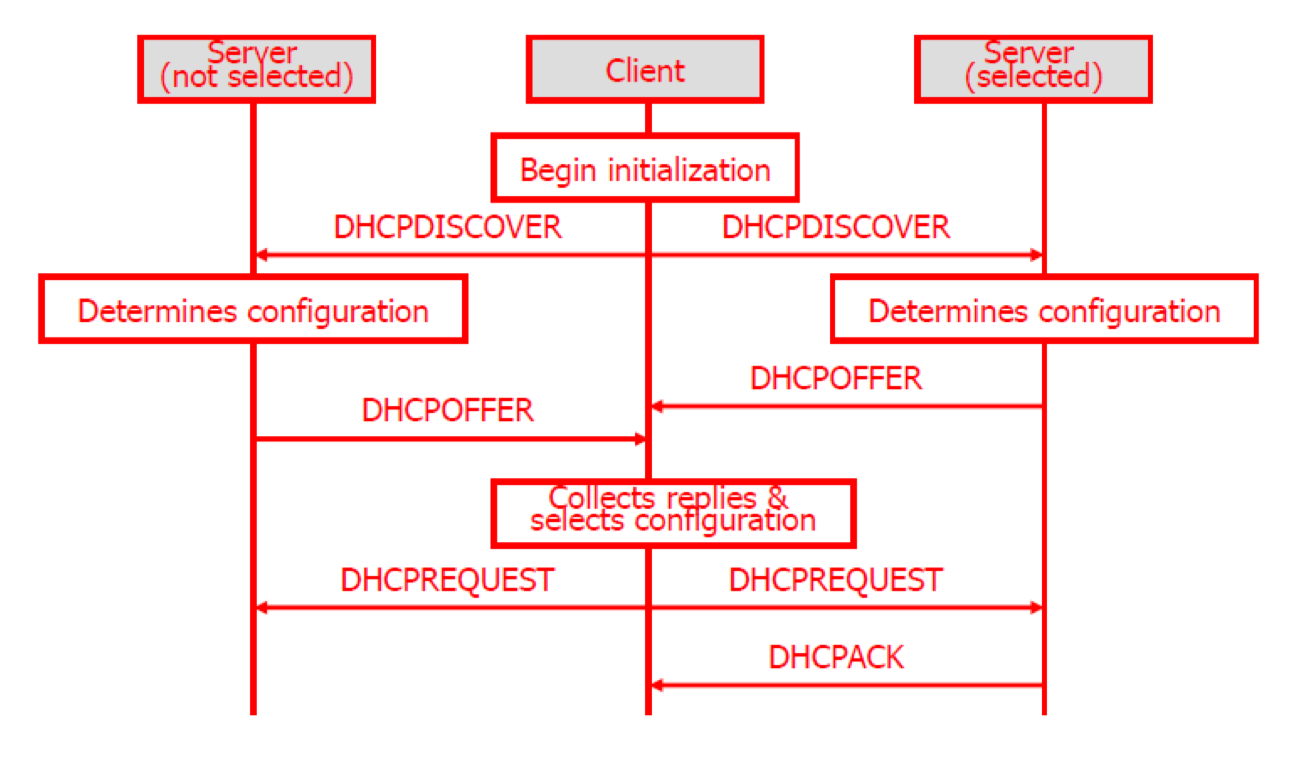 Server
(not selected)
Client
Server
(selected)
Begin initialization
DHCPDISCOVER
DHCPDISCOVER
Determines configuration
Determines configuration
DHCPOFFER
DHCPOFFER
Collects replies &
selects configuration
DHCPREQUEST
DHCPREQUEST
DHCPACK